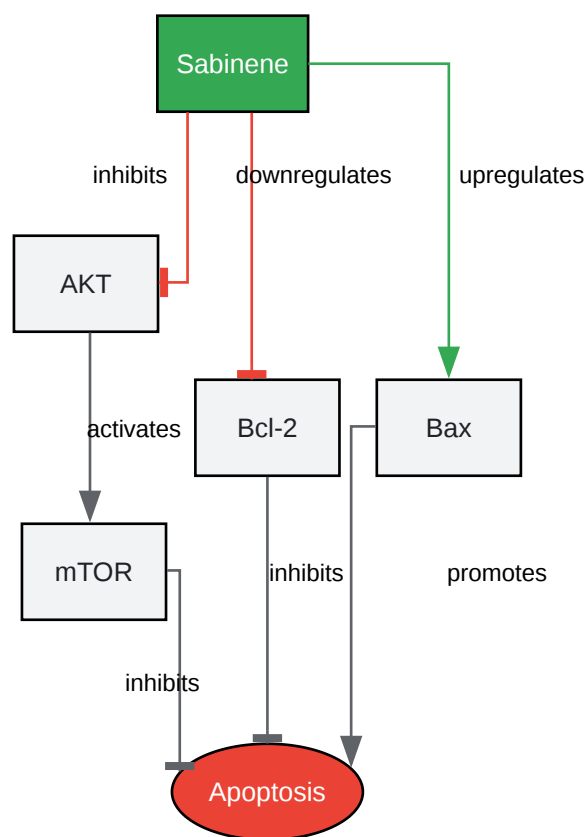 Sabinene
inhibits
downregulates
upregulates
AKT
activates
Bcl-2
Bax
mTOR
inhibits
promotes
inhibits
Apoptosis